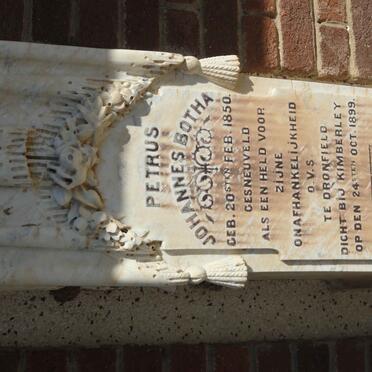 PETRUS
JOHANNES BOTHA
GEB. 20STEN FEB. 1850.
GESNEUVELD
ALS EEN HELD VOOR
ZIJNE
ONAFHANKELIJKHEID
O.V.S
TE DRONFIELD
DICHT BIJ KIMBERLEY
OP DEN 24STEN OCT. 1899.